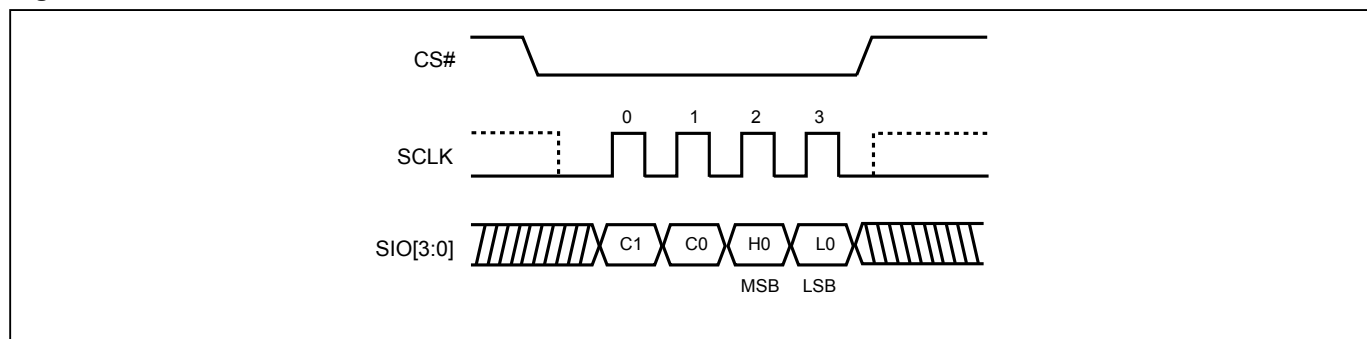 CS#
0 1 2 3
SCLK
SIO[3:0] C1 C0 H0 L0
MSB LSB